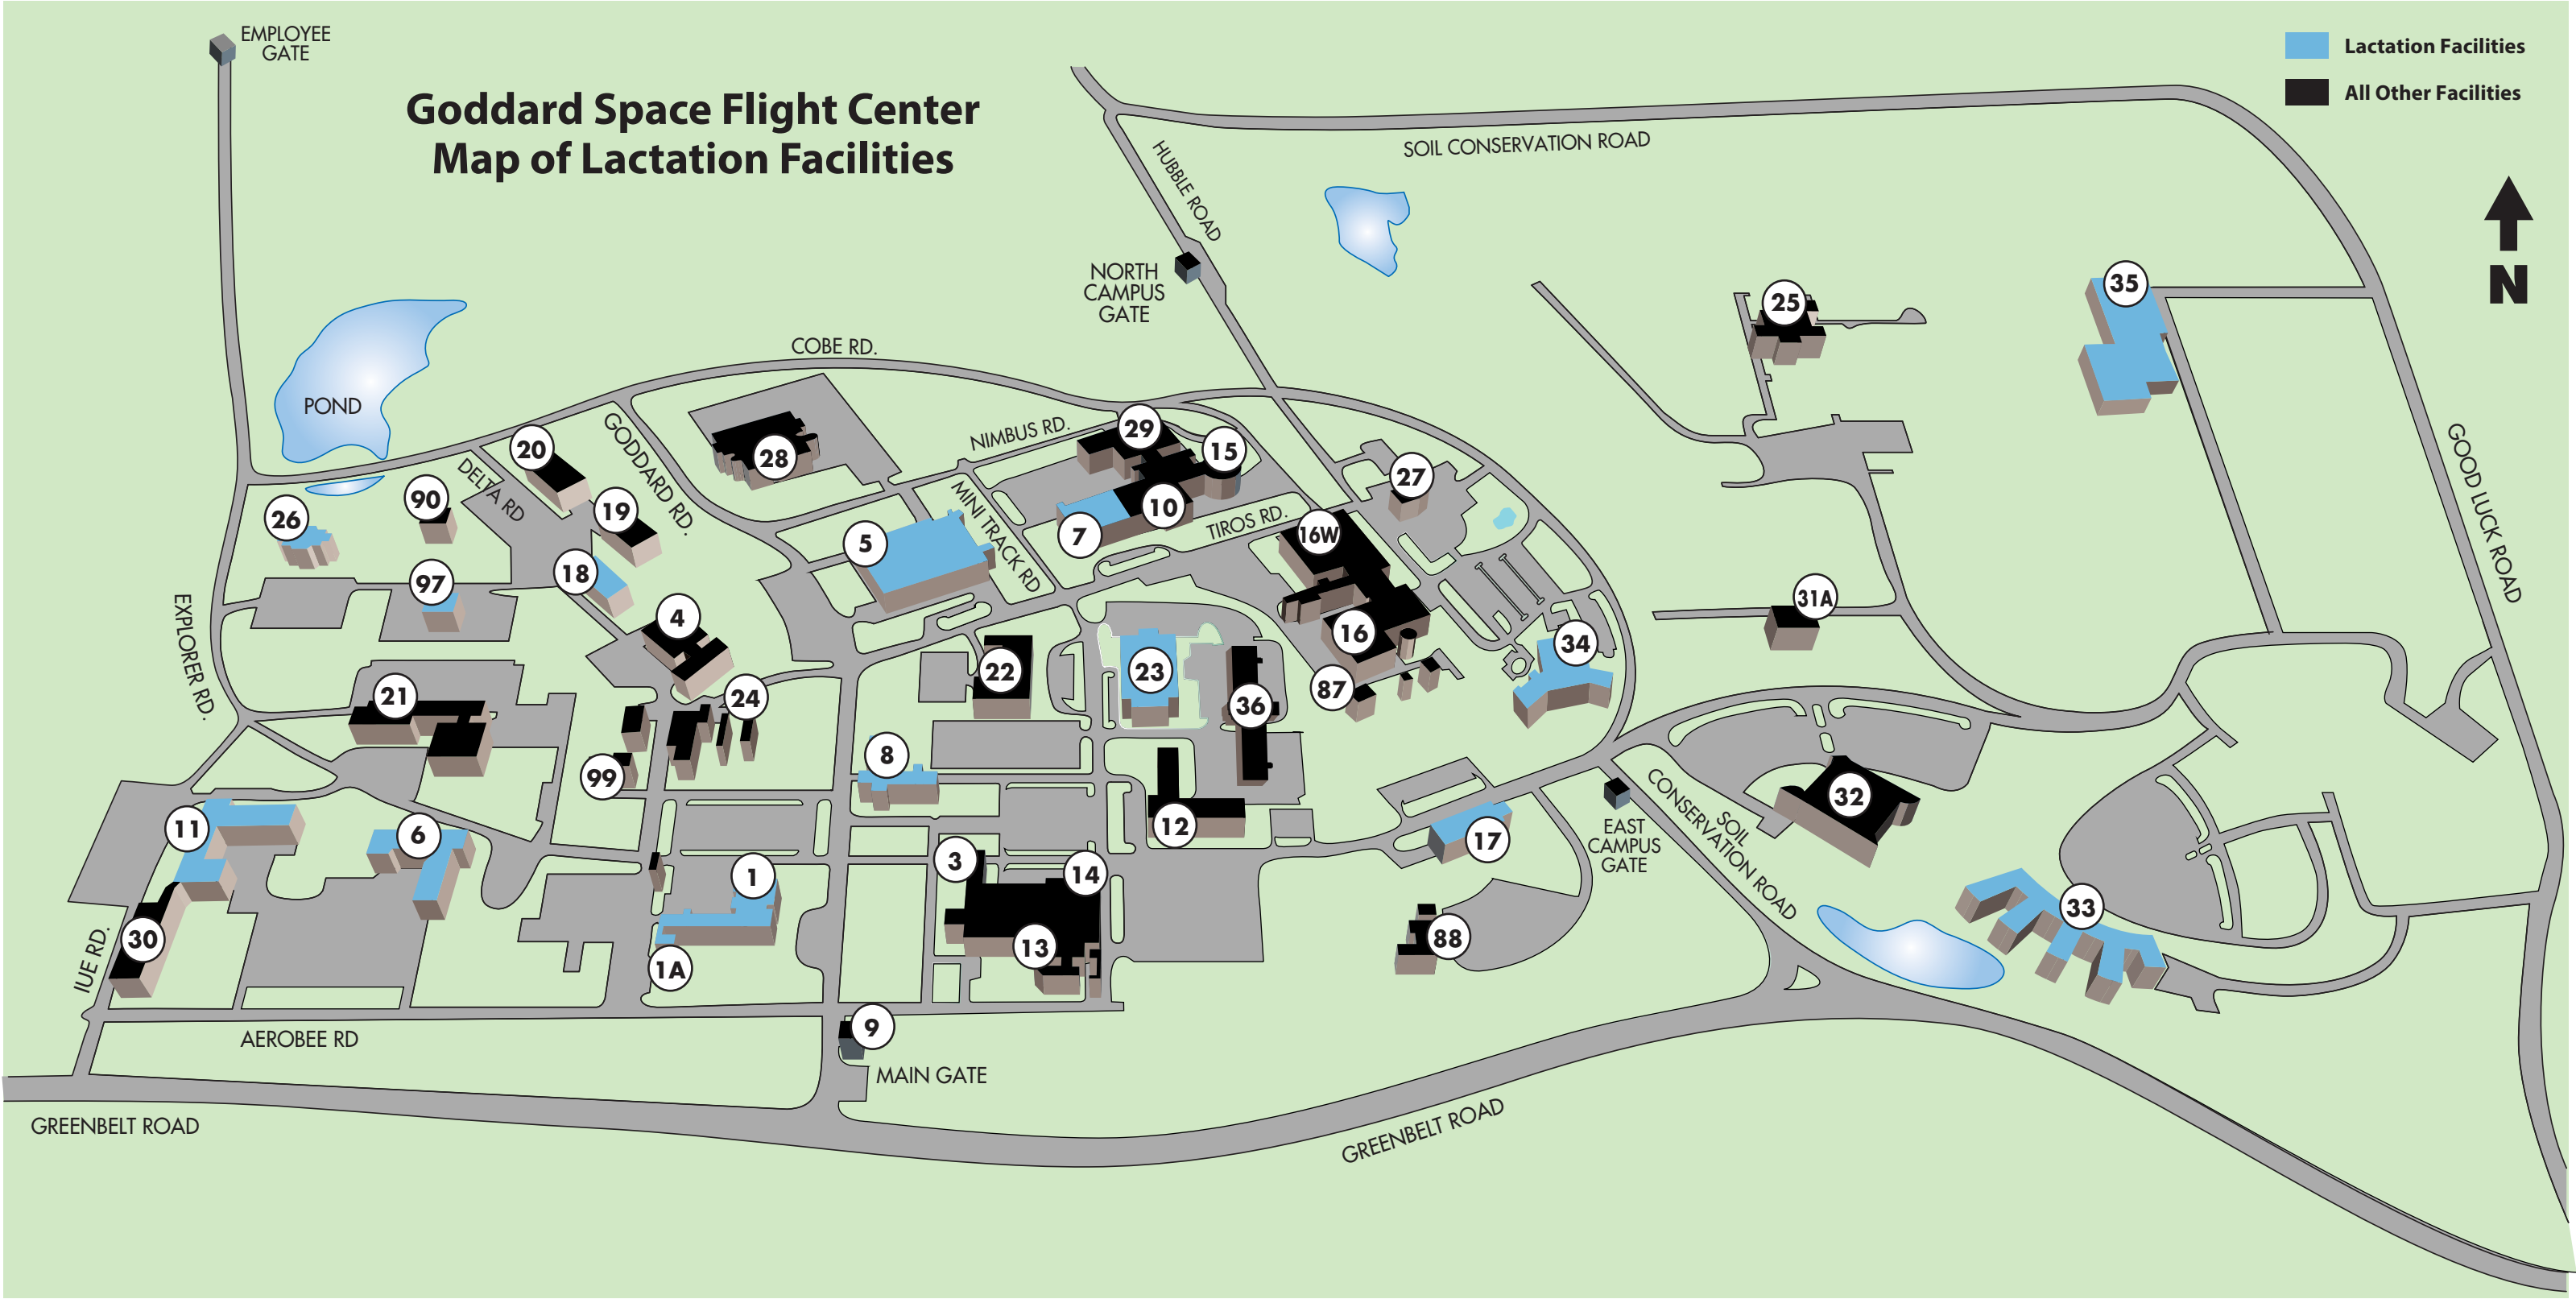 EMPLOYEE
GATE
Goddard Space Flight Center
Map of Lactation Facilities
Lactation Facilities
All Other Facilities
SOIL CONSERVATION ROAD
HUBBLE ROAD
N
NORTH
CAMPUS
GATE
35
25
COBE RD.
POND
GODDARD RD.
NIMBUS RD.
29
15
28
20
DELTA RD
27
GOOD LUCK ROAD
90
26
19
MINI TRACK RD
10
7
TIROS RD.
16W
5
18
97
EXPLORER RD.
4
31A
16
34
22
23
87
36
21
24
8
99
12
11
6
17
EAST
CAMPUS
GATE
SOIL
CONSERVATION ROAD
32
3
14
1
33
30
IUE RD.
13
88
1A
9
AEROBEE RD
MAIN GATE
GREENBELT ROAD
GREENBELT ROAD